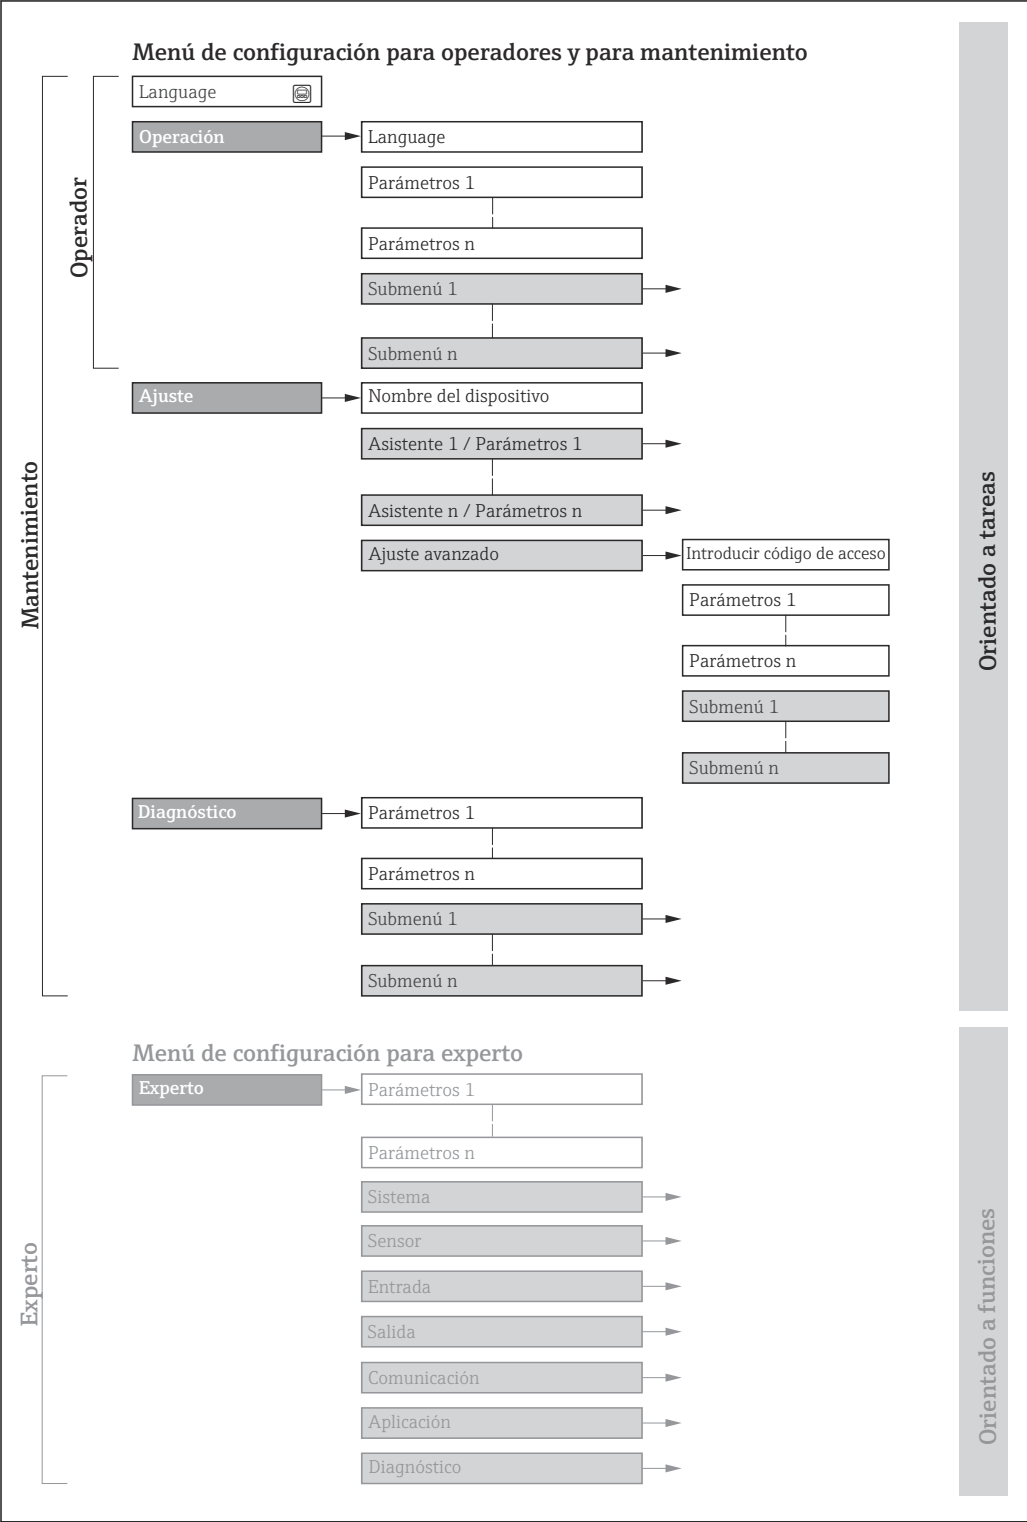 Menú de configuración para operadores y para mantenimiento
Mantenimiento
Operador
Language
Operación
Language
Parámetros 1
Parámetros n
Submenú 1
Submenú n
Ajuste
Nombre del dispositivo
Asistente 1 / Parámetros 1
Asistente n / Parámetros n
Ajuste avanzado
Introducir código de acceso
Parámetros 1
Parámetros n
Submenú 1
Submenú n
Diagnóstico
Parámetros 1
Parámetros n
Submenú 1
Submenú n
Orientado a tareas
Menú de configuración para experto
Experto
Experto
Parámetros 1
Parámetros n
Sistema
Sensor
Entrada
Salida
Comunicación
Aplicación
Diagnóstico
Orientado a funciones